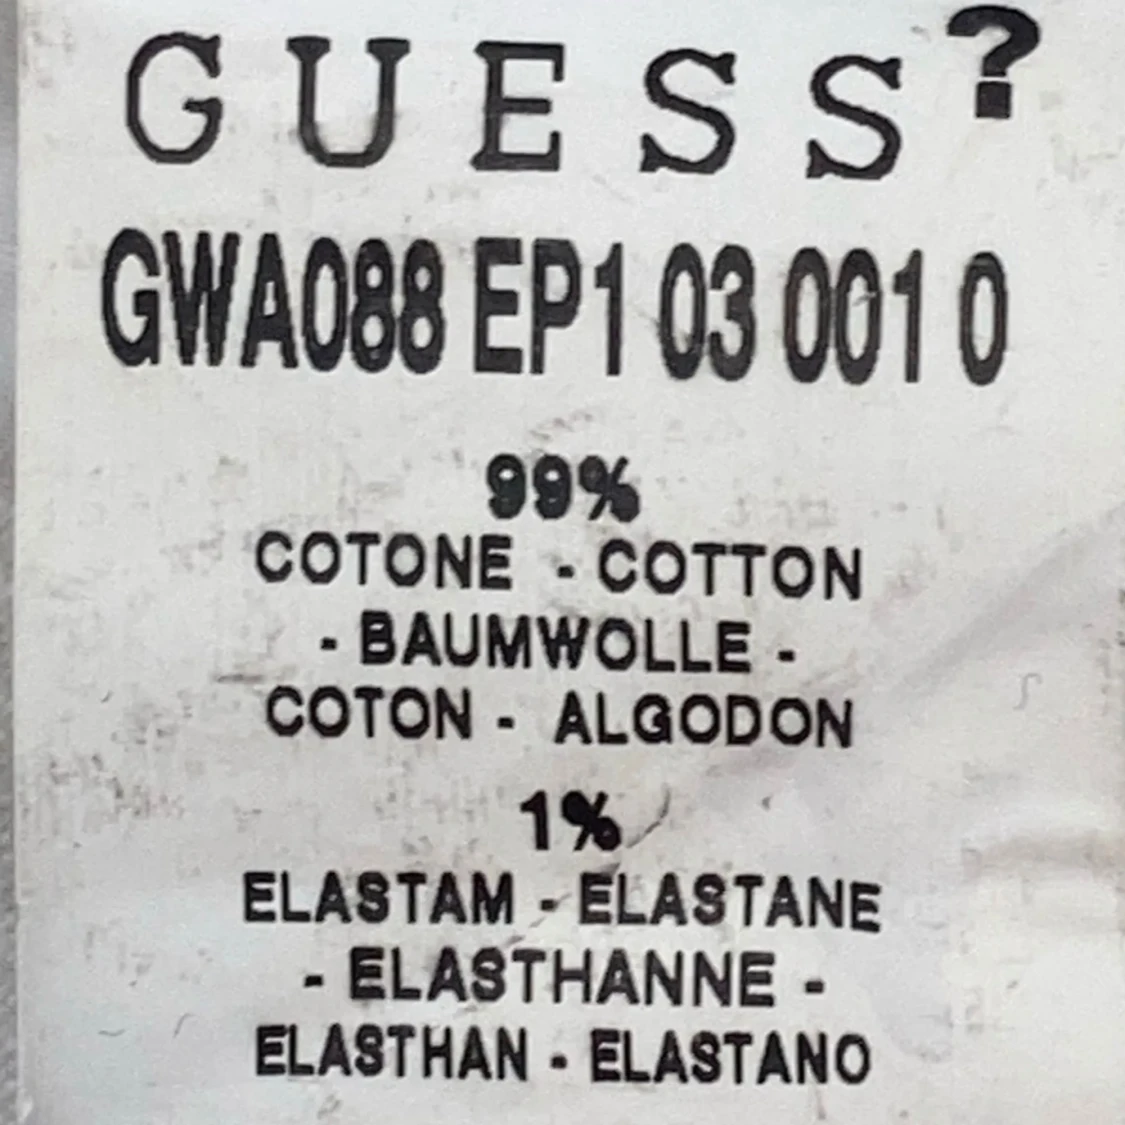 GUESS?
GWA088 EP1 03 001 0
99%
COTONE - COTTON
- BAUMWOLLE -
COTON - ALGODON
1%
ELASTAM - ELASTANE
- ELASTHANNE -
ELASTHAN - ELASTANO